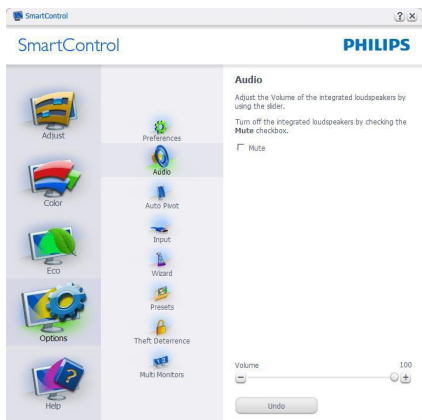 SmartControl
SmartControl
PHILIPS
Adjust
Color
Eco
Options
Help
Preferences
Audio
Auto Pivot
Input
Wizard
Presets
Theft Deterrence
Multi Monitors
Audio
Adjust the Volume of the integrated loudspeakers by
using the slider.
Turn off the integrated loudspeakers by checking the
Mute checkbox.
Mute
Volume 100
Undo